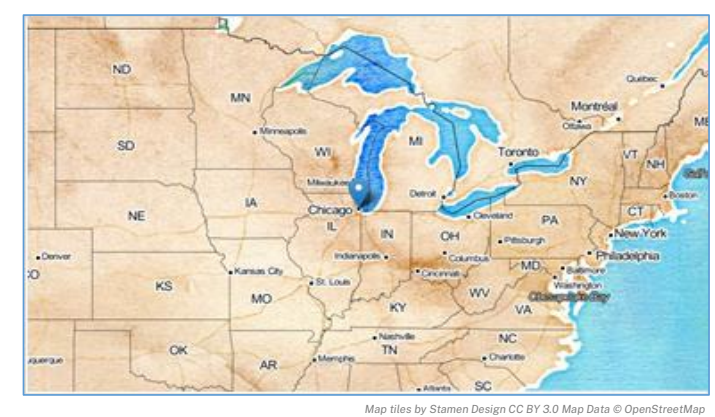 ND
MN
Québec
Montréal
Ottawa
SD
Minneapolis
WI
MI
Toronto
VT
NH
Milwaukee
NY
Detroit
Boston
NE
IA
Chicago
Cleveland
CT
IL
IN
OH
PA
New York
Pittsburgh
Denver
Indianapolis
Columbus
Philadelphia
Kansas City
Cincinnati
MD
Baltimore
CO
KS
MO
St. Louis
WV
Washington
Chesapeake Bay
KY
VA
Nashville
NC
OK
TN
AR
Memphis
Charlotte
Atlanta
SC
Map tiles by Stamen Design CC BY 3.0 Map Data © OpenStreetMap